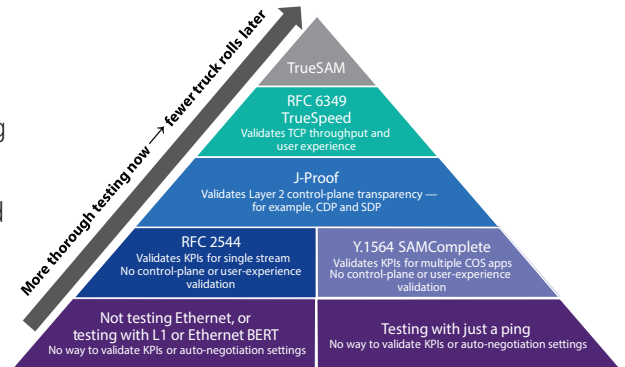 More thorough testing now → fewer truck rolls later
g
d
TrueSAM
RFC 6349
TrueSpeed
Validates TCP throughput and
user experience
J-Proof
Validates Layer 2 control-plane transparency —
for example, CDP and SDP
RFC 2544
Validates KPIs for single stream
No control-plane or user-experience
validation
Y.1564 SAMComplete
Validates KPIs for multiple COS apps
No control-plane or user-experience
validation
Not testing Ethernet, or
testing with L1 or Ethernet BERT
No way to validate KPIs or auto-negotiation settings
Testing with just a ping
No way to validate KPIs or auto-negotiation settings